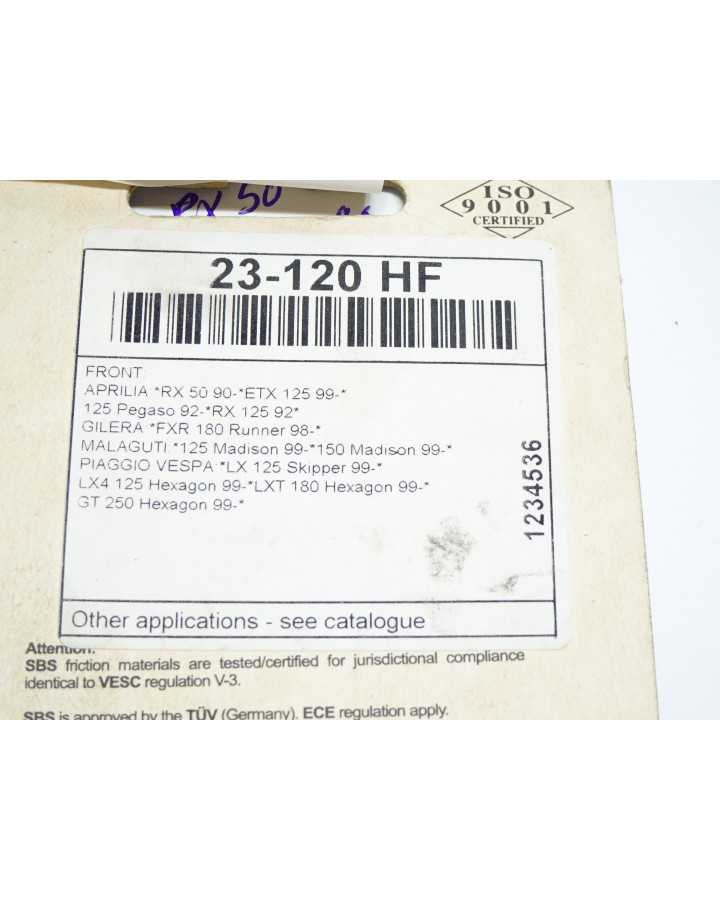 RX 50
ISO
9001
CERTIFIED
23-120 HF
FRONT:
APRILIA:*RX 50 90-*ETX 125 99-*
125 Pegaso 92-*RX 125 92*
GILERA:*FXR 180 Runner 98-*
MALAGUTI:*125 Madison 99-*150 Madison 99-*
PIAGGIO VESPA:*LX 125 Skipper 99-*
LX4 125 Hexagon 99-*LXT 180 Hexagon 99-*
GT 250 Hexagon 99-*
1234536
Other applications - see catalogue
Attention:
SBS friction materials are tested/certified for jurisdictional compliance
identical to VESC regulation V-3.
SBS is approved by the TÜV (Germany). ECE regulation apply.